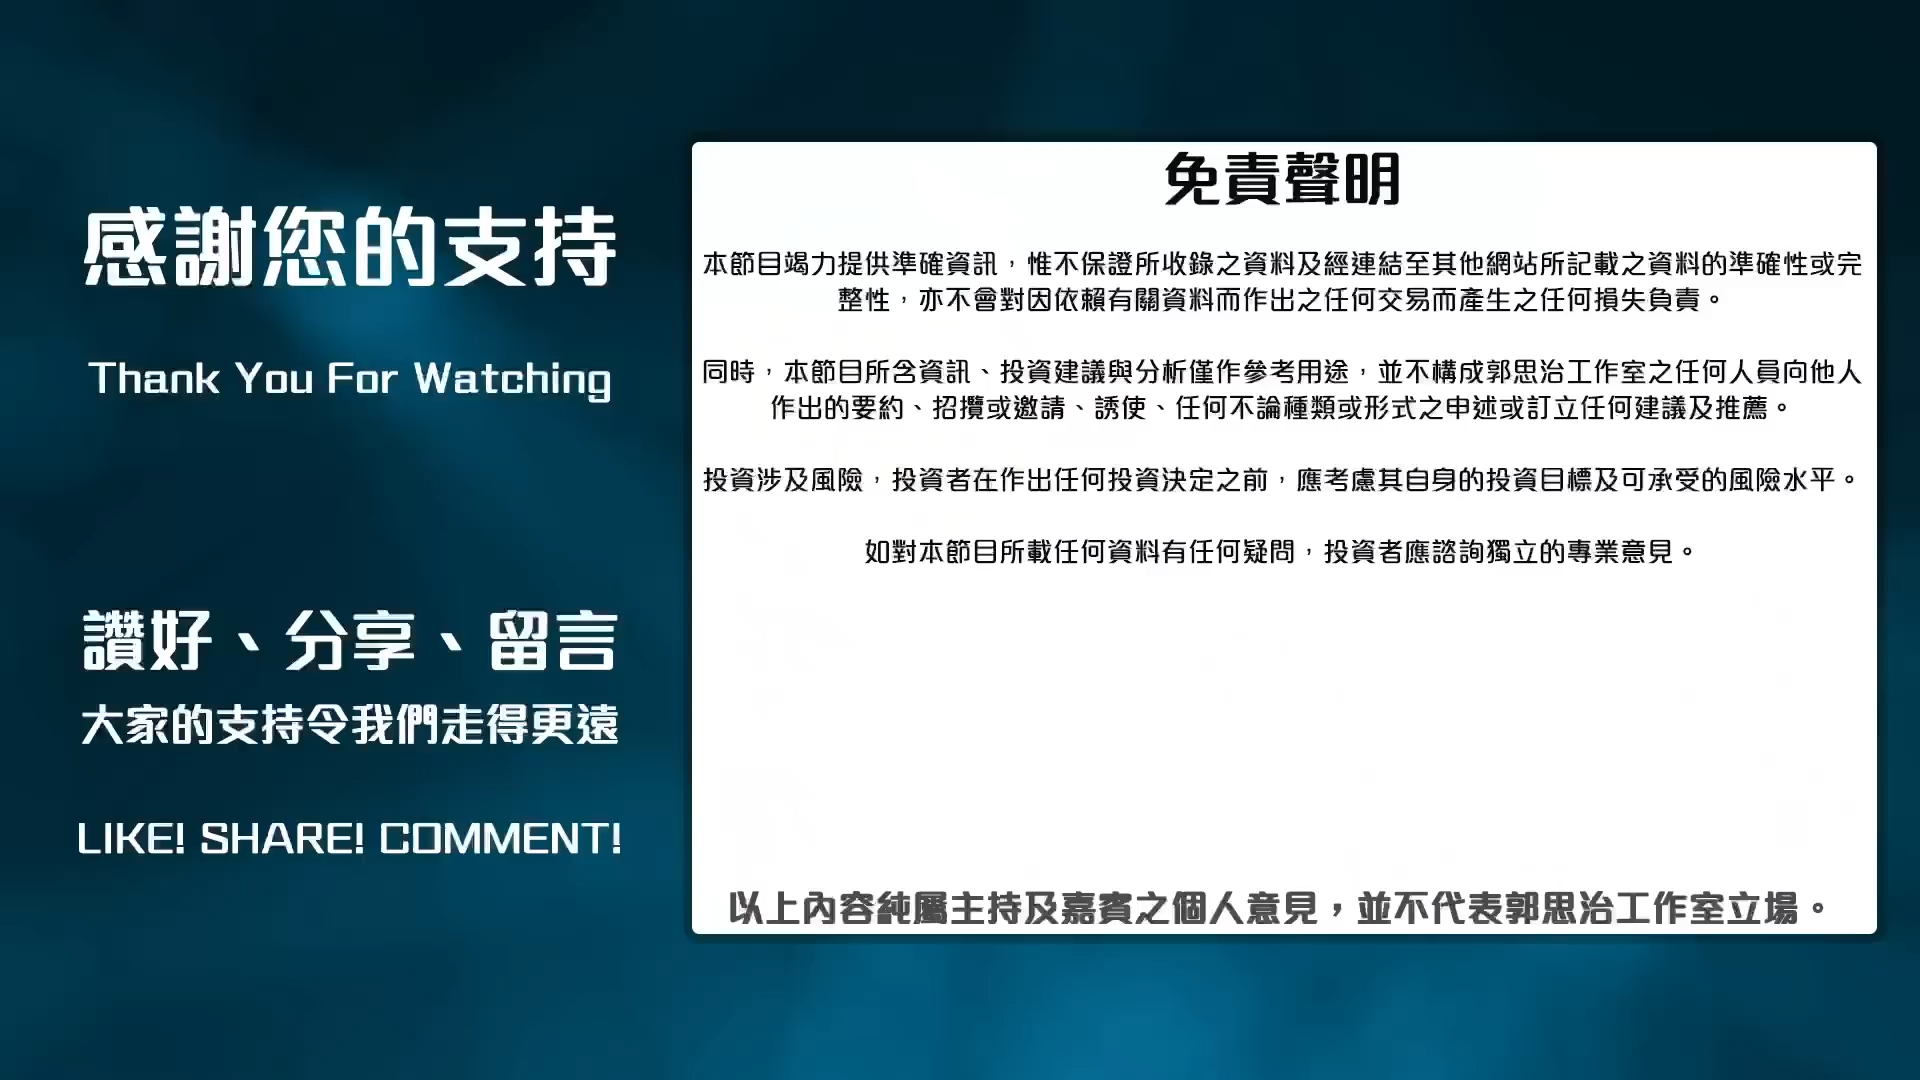 感謝您的支持
Thank You For Watching
讚好、分享、留言
大家的支持令我們走得更遠
LIKE! SHARE! COMMENT!
免責聲明
本節目竭力提供準確資訊，惟不保證所收錄之資料及經連結至其他網站所記載之資料的準確性或完
整性，亦不會對因依賴有關資料而作出之任何交易而產生之任何損失負責。
同時，本節目所含資訊、投資建議與分析僅作參考用途，並不構成郭思治工作室之任何人員向他人
作出的要約、招攬或邀請、誘使、任何不論種類或形式之申述或訂立任何建議及推薦。
投資涉及風險，投資者在作出任何投資決定之前，應考慮其自身的投資目標及可承受的風險水平。
如對本節目所載任何資料有任何疑問，投資者應諮詢獨立的專業意見。
以上內容純屬主持及嘉賓之個人意見，並不代表郭思治工作室立場。